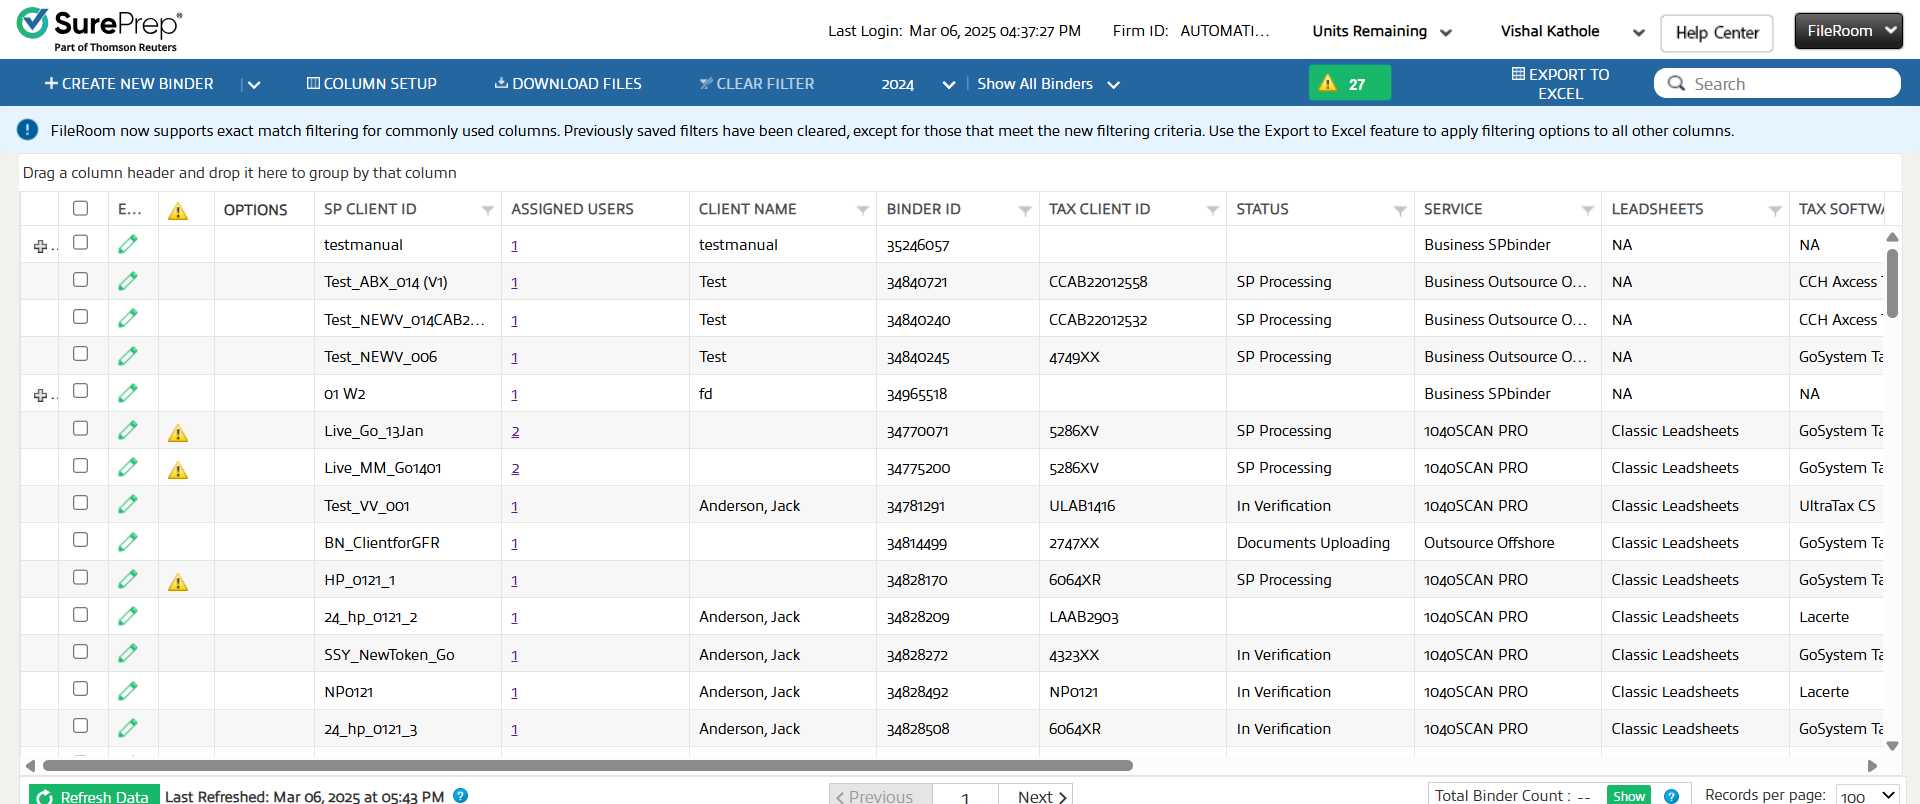 SurePrep®
Part of Thomson Reuters
Last Login: Mar 06, 2025 04:37:27 PM Firm ID: AUTOMATI... Units Remaining Vishal Kathole Help Center FileRoom
CREATE NEW BINDER COLUMN SETUP DOWNLOAD FILES CLEAR FILTER 2024 Show All Binders 27 EXPORT TO EXCEL Search
FileRoom now supports exact match filtering for commonly used columns. Previously saved filters have been cleared, except for those that meet the new filtering criteria. Use the Export to Excel feature to apply filtering options to all other columns.
Drag a column header and drop it here to group by that column
E... OPTIONS SP CLIENT ID ASSIGNED USERS CLIENT NAME BINDER ID TAX CLIENT ID STATUS SERVICE LEADSHEETS TAX SOFTWA
testmanual 1 testmanual 35246057 Business SPbinder NA NA
Test_ABX_014 (V1) 1 Test 34840721 CCAB22012558 SP Processing Business Outsource O... NA CCH Axcess
Test_NEWV_014CAB2... 1 Test 34840240 CCAB22012532 SP Processing Business Outsource O... NA CCH Axcess
Test_NEWV_006 1 Test 34840245 4749XX SP Processing Business Outsource O... NA GoSystem Ta
01 W2 1 fd 34965518 Business SPbinder NA NA
Live_Go_13Jan 2 34770071 5286XV SP Processing 1040SCAN PRO Classic Leadsheets GoSystem Ta
Live_MM_Go1401 2 34775200 5286XV SP Processing 1040SCAN PRO Classic Leadsheets GoSystem Ta
Test_VV_001 1 Anderson, Jack 34781291 ULAB1416 In Verification 1040SCAN PRO Classic Leadsheets UltraTax CS
BN_ClientforGFR 1 34814499 2747XX Documents Uploading Outsource Offshore Classic Leadsheets GoSystem Ta
HP_0121_1 1 34828170 6064XR SP Processing 1040SCAN PRO Classic Leadsheets GoSystem Ta
24_hp_0121_2 1 Anderson, Jack 34828209 LAAB2903 1040SCAN PRO Classic Leadsheets Lacerte
SSY_NewToken_Go 1 Anderson, Jack 34828272 4323XX In Verification 1040SCAN PRO Classic Leadsheets GoSystem Ta
NP0121 1 Anderson, Jack 34828492 NP0121 In Verification 1040SCAN PRO Classic Leadsheets Lacerte
24_hp_0121_3 1 Anderson, Jack 34828508 6064XR In Verification 1040SCAN PRO Classic Leadsheets GoSystem Ta
Refresh Data Last Refreshed: Mar 06, 2025 at 05:43 PM Previous 1 Next Total Binder Count : -- Show Records per page: 100